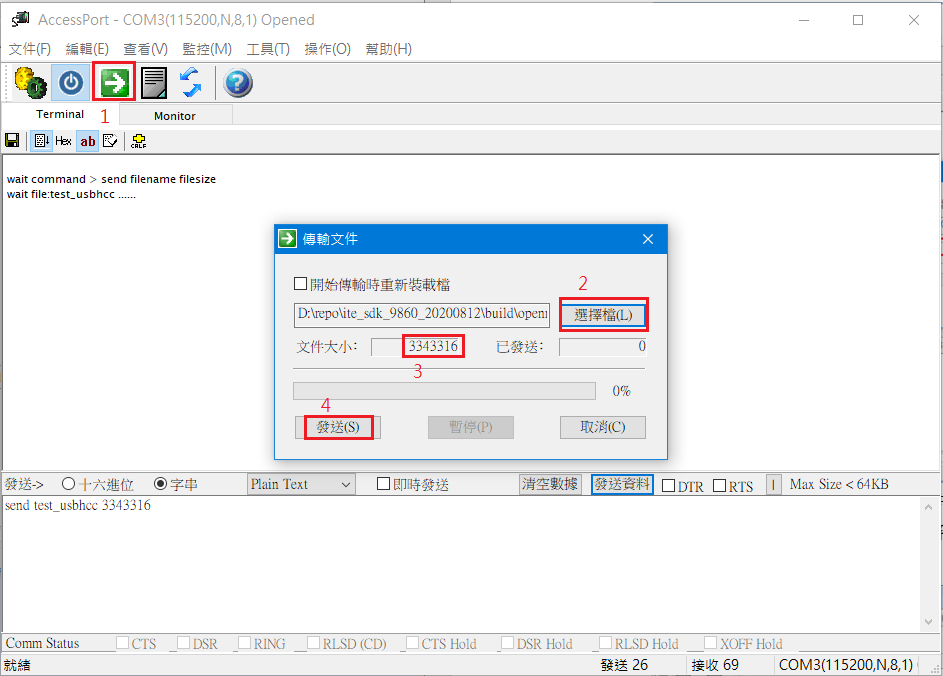 AccessPort - COM3(115200,N,8,1) Opened
文件(F) 編輯(E) 查看(V) 監控(M) 工具(T) 操作(O) 幫助(H)
Terminal 1 Monitor
Hex ab CRLF
wait command > send filename filesize
wait file:test_usbhcc ......
傳輸文件
開始傳輸時重新裝載檔
2
D:\repo\ite_sdk_9860_20200812\build\openr 選擇檔(L)
文件大小: 3343316 已發送: 0
3
0%
4
發送(S) 暫停(P) 取消(C)
發送-> 十六進位 字串 Plain Text 即時發送 清空數據 發送資料 DTR RTS Max Size < 64KB
send test_usbhcc 3343316
Comm Status CTS DSR RING RLSD (CD) CTS Hold DSR Hold RLSD Hold XOFF Hold
就緒 發送 26 接收 69 COM3(115200,N,8,1)